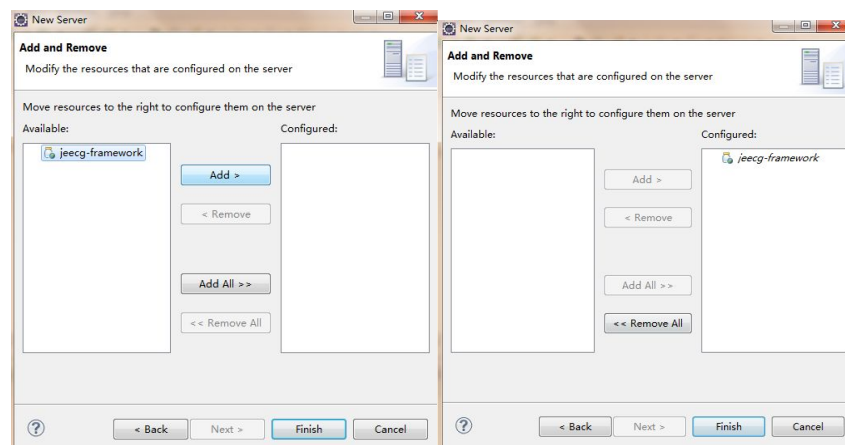 New Server
Add and Remove
Modify the resources that are configured on the server
Move resources to the right to configure them on the server
Available:
Configured:
jeecg-framework
Add >
< Remove
Add All >>
<< Remove All
?
< Back
Next >
Finish
Cancel
New Server
Add and Remove
Modify the resources that are configured on the server
Move resources to the right to configure them on the server
Available:
Configured:
jeecg-framework
Add >
< Remove
Add All >>
<< Remove All
?
< Back
Next >
Finish
Cancel